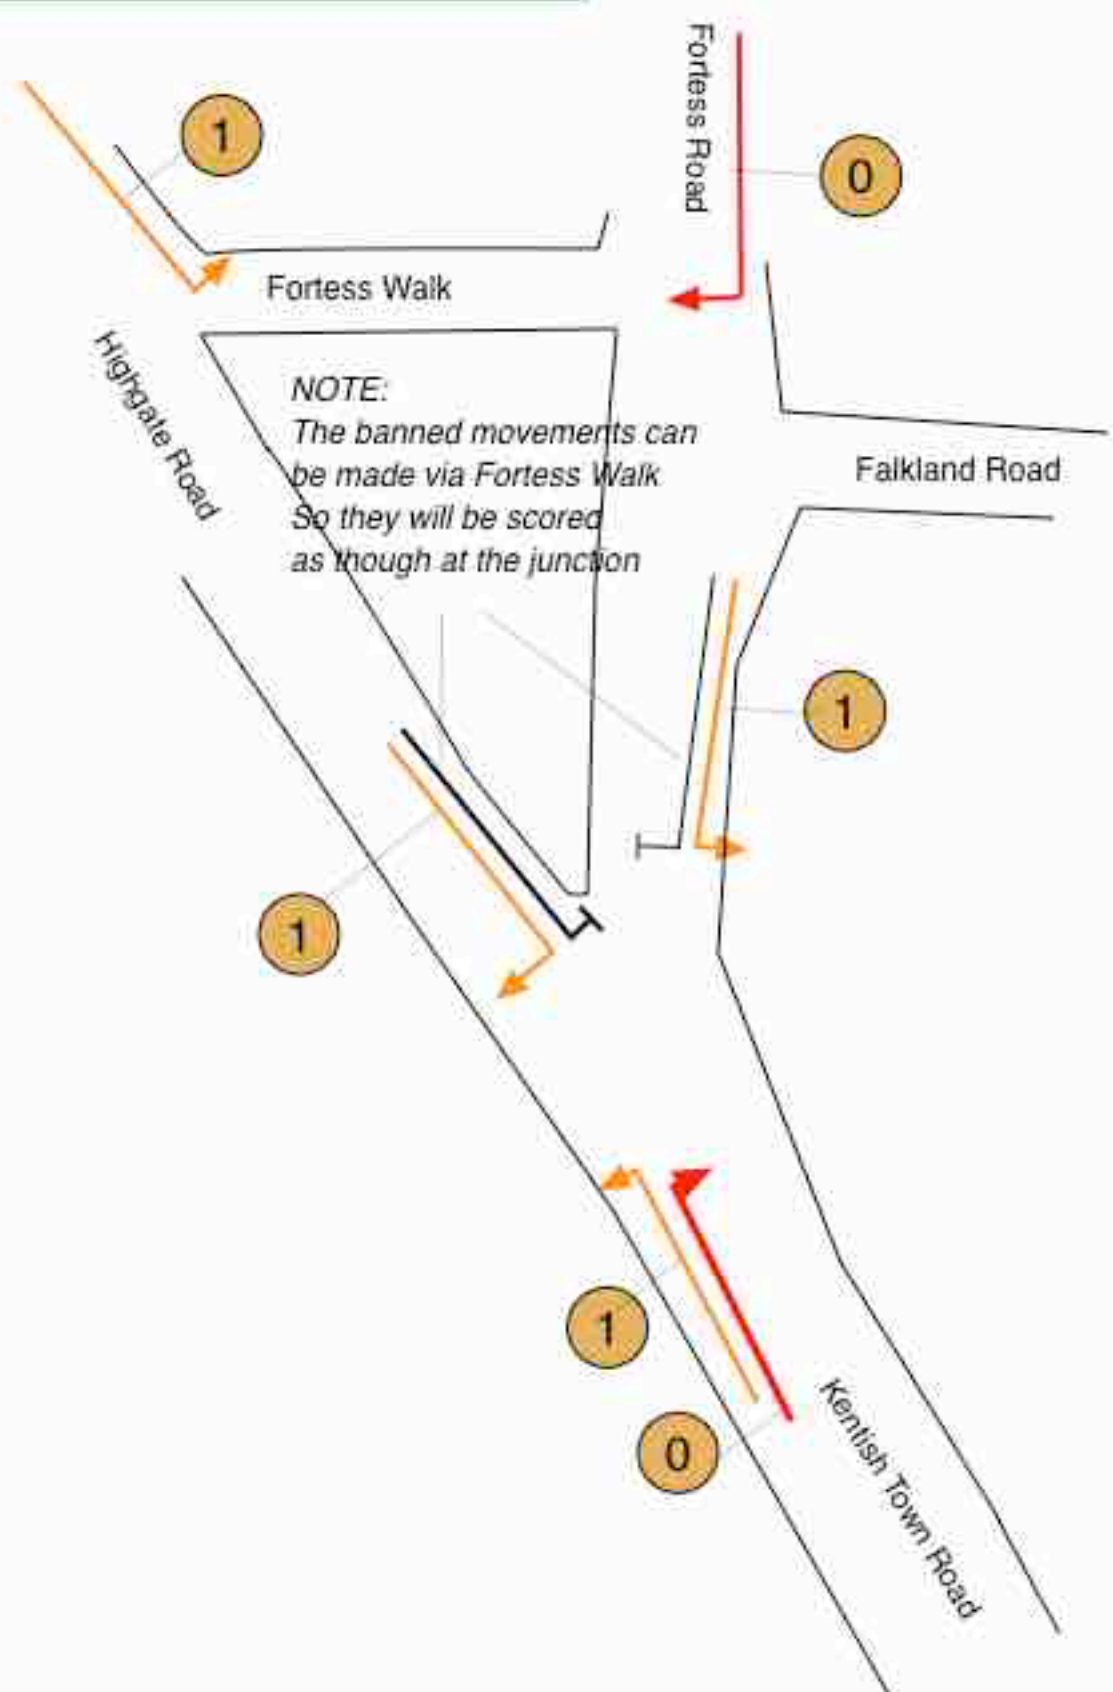 Fortess Road
1
0
Fortess Walk
Highgate Road
NOTE:
The banned movements can
be made via Fortess Walk
So they will be scored
as though at the junction
Falkland Road
1
1
1
0
Kentish Town Road